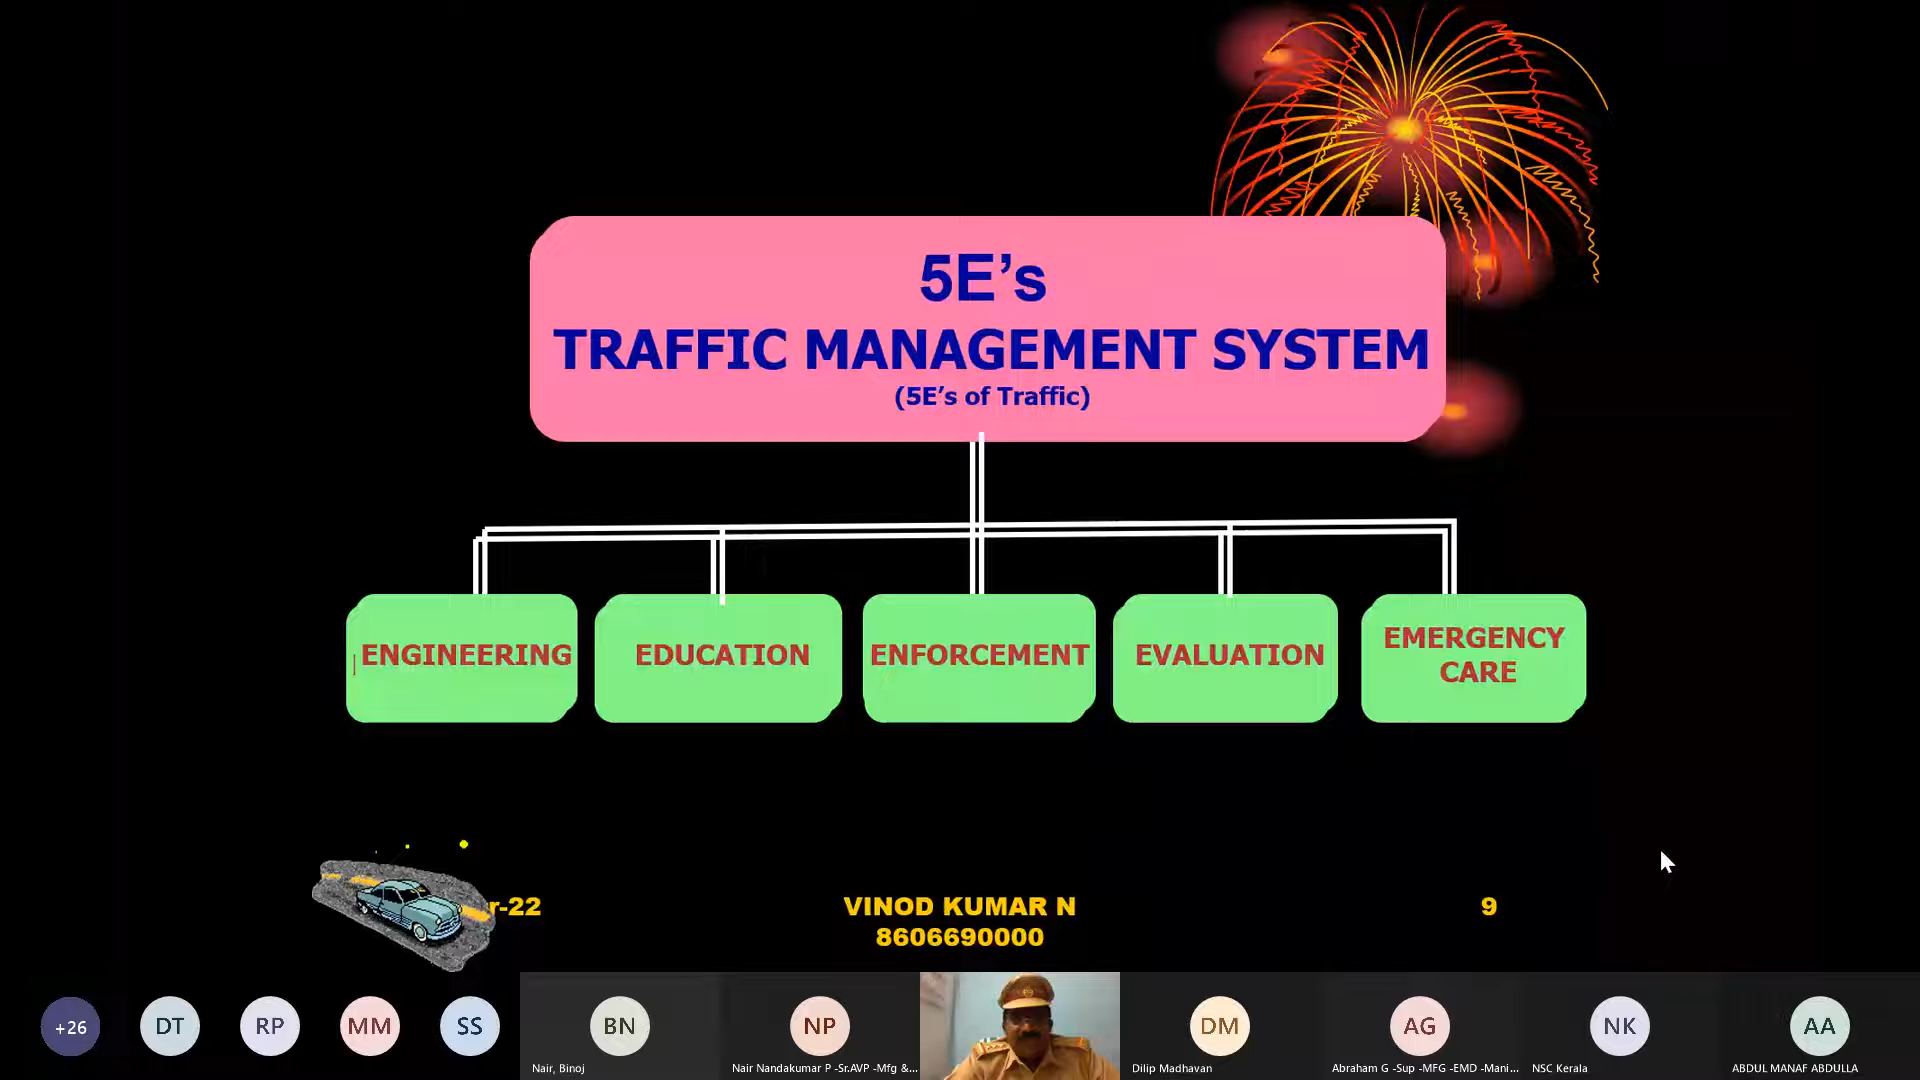 5E’s
TRAFFIC MANAGEMENT SYSTEM
(5E’s of Traffic)
ENGINEERING
EDUCATION
ENFORCEMENT
EVALUATION
EMERGENCY
CARE
r-22
VINOD KUMAR N
8606690000
9
+26
DT
RP
MM
SS
BN
NP
DM
AG
NK
AA
Nair, Binoj
Nair Nandakumar P -Sr.AVP -Mfg &...
Dilip Madhavan
Abraham G -Sup -MFG -EMD -Mani...
NSC Kerala
ABDUL MANAF ABDULLA